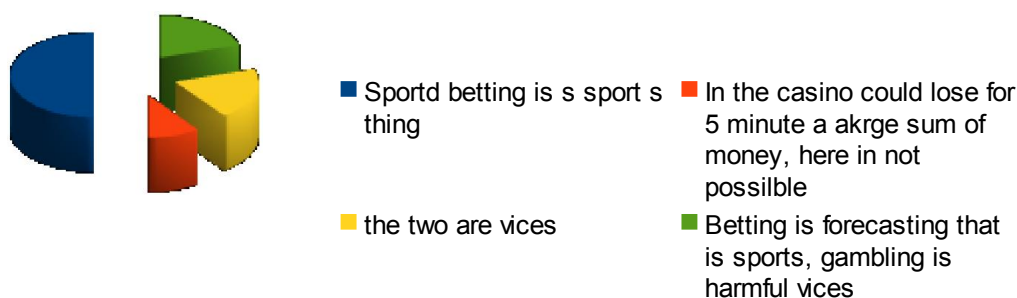 Sportd betting is s sport s
thing
In the casino could lose for
5 minute a akrge sum of
money, here in not
possilble
the two are vices
Betting is forecasting that
is sports, gambling is
harmful vices